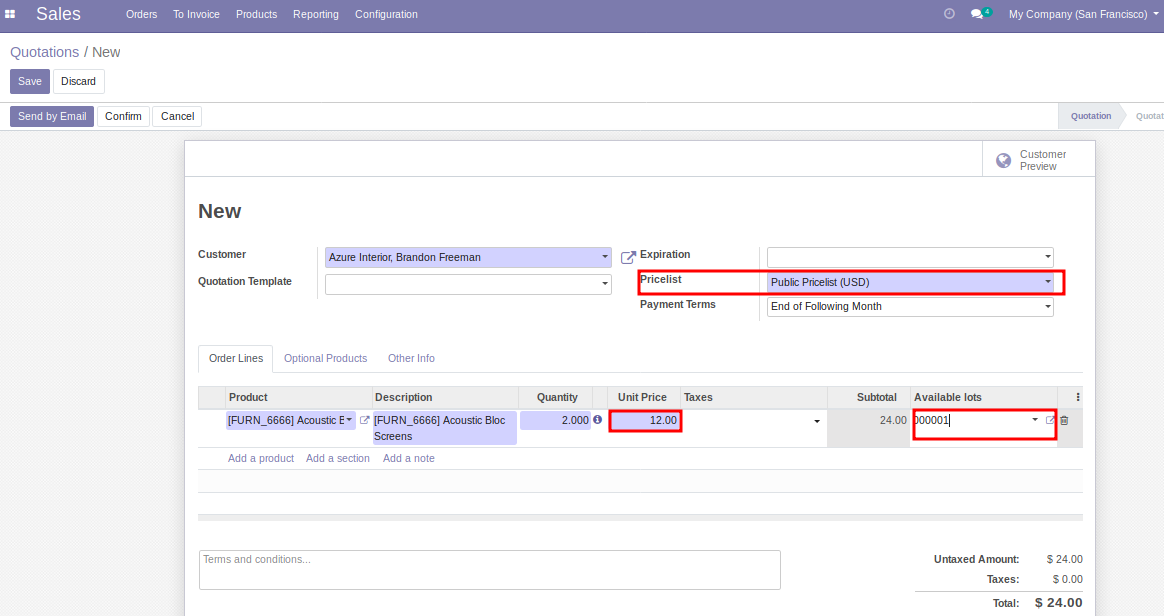 Sales Orders To Invoice Products Reporting Configuration 4 My Company (San Francisco)
Quotations / New
Save Discard
Send by Email Confirm Cancel Quotation Quotat
Customer
Preview
New
Customer Azure Interior, Brandon Freeman Expiration
Quotation Template Pricelist Public Pricelist (USD)
Payment Terms End of Following Month
Order Lines Optional Products Other Info
Product Description Quantity Unit Price Taxes Subtotal Available lots
[FURN_6666] Acoustic B [FURN_6666] Acoustic Bloc 2.000 12.00 24.00 000001
Screens
Add a product Add a section Add a note
Terms and conditions... Untaxed Amount: $ 24.00
Taxes: $ 0.00
Total: $ 24.00